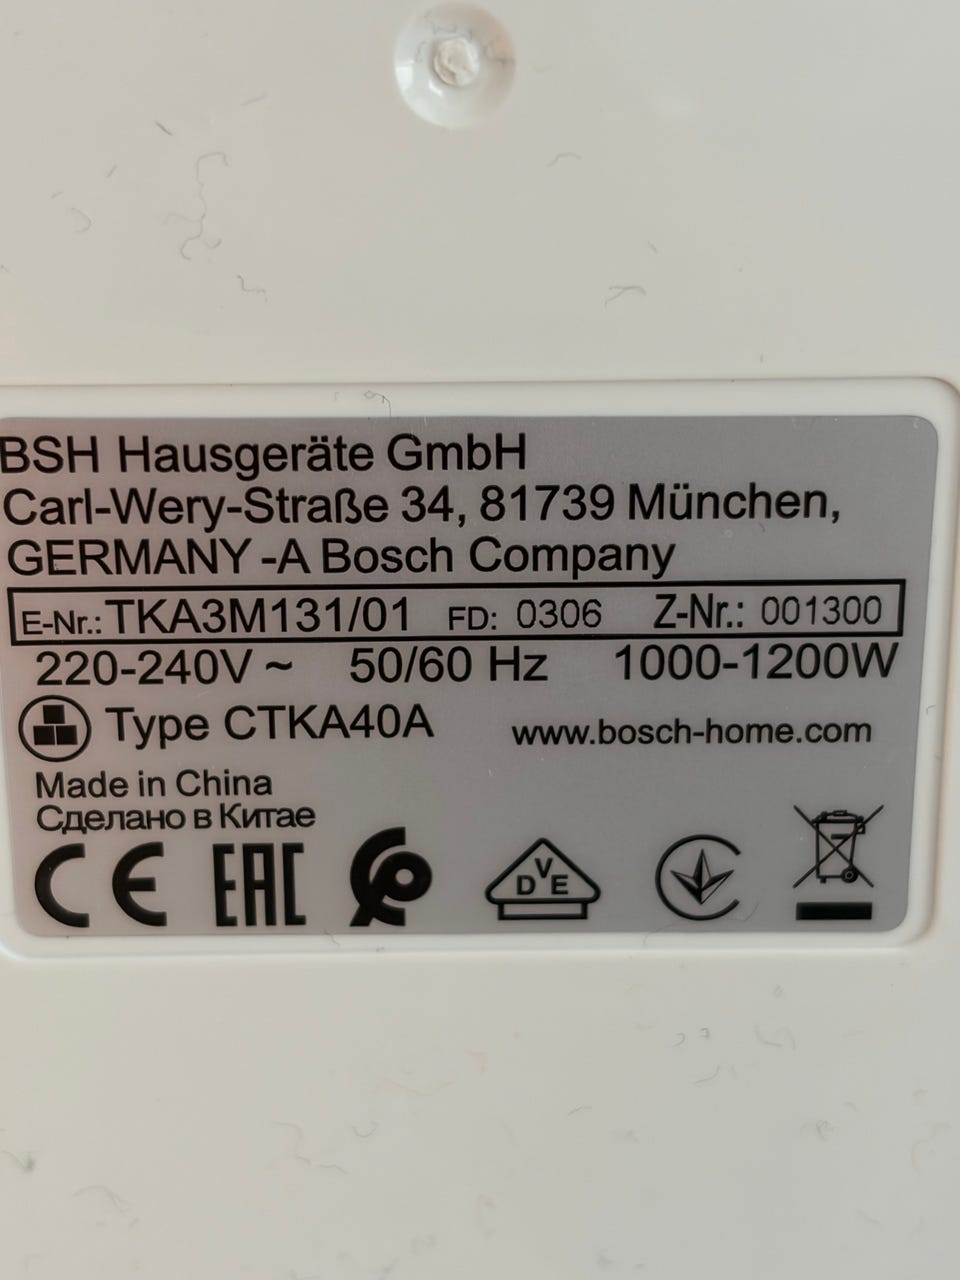 BSH Hausgeräte GmbH
Carl-Wery-Straße 34, 81739 München,
GERMANY -A Bosch Company
E-Nr.: TKA3M131/01 FD: 0306 Z-Nr.: 001300
220-240V ~ 50/60 Hz 1000-1200W
Type CTKA40A www.bosch-home.com
Made in China
Сделано в Китае
CE EAC DVE